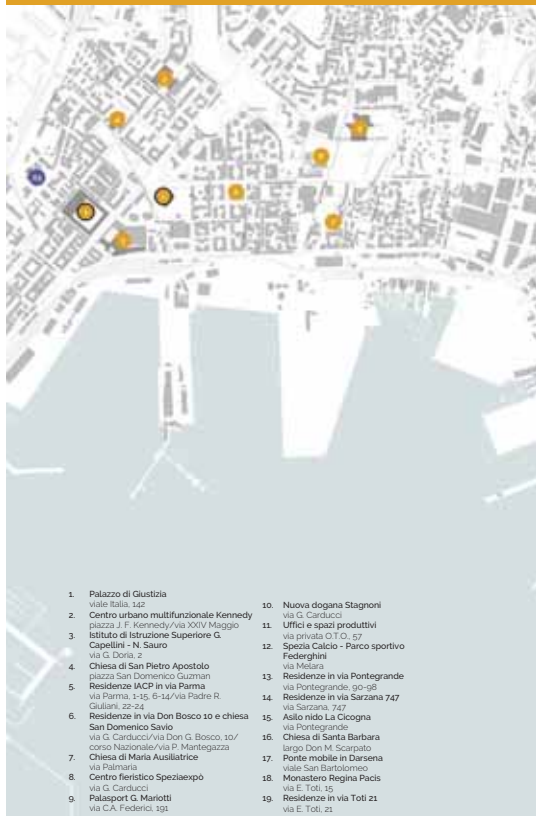 1. Palazzo di Giustizia
viale Italia, 142
2. Centro urbano multifunzionale Kennedy
piazza J. F. Kennedy/via XXIV Maggio
3. Istituto di Istruzione Superiore G.
Capellini - N. Sauro
via G. Doria, 2
4. Chiesa di San Pietro Apostolo
piazza San Domenico Guzman
5. Residenze IACP in via Parma
via Parma, 1-15, 6-14/via Padre R.
Giuliani, 22-24
6. Residenze in via Don Bosco 10 e chiesa
San Domenico Savio
via G. Carducci/via Don G. Bosco, 10/
corso Nazionale/via P. Mantegazza
7. Chiesa di Maria Ausiliatrice
via Palmaria
8. Centro fieristico Speziaexpò
via G. Carducci
9. Palasport G. Mariotti
via C.A. Federici, 191
10. Nuova dogana Stagnoni
via G. Carducci
11. Uffici e spazi produttivi
via privata O.T.O., 57
12. Spezia Calcio - Parco sportivo
Federghini
via Melara
13. Residenze in via Pontegrande
via Pontegrande, 90-98
14. Residenze in via Sarzana 747
via Sarzana, 747
15. Asilo nido La Cicogna
via Pontegrande
16. Chiesa di Santa Barbara
largo Don M. Scarpato
17. Ponte mobile in Darsena
viale San Bartolomeo
18. Monastero Regina Pacis
via E. Toti, 15
19. Residenze in via Toti 21
via E. Toti, 21